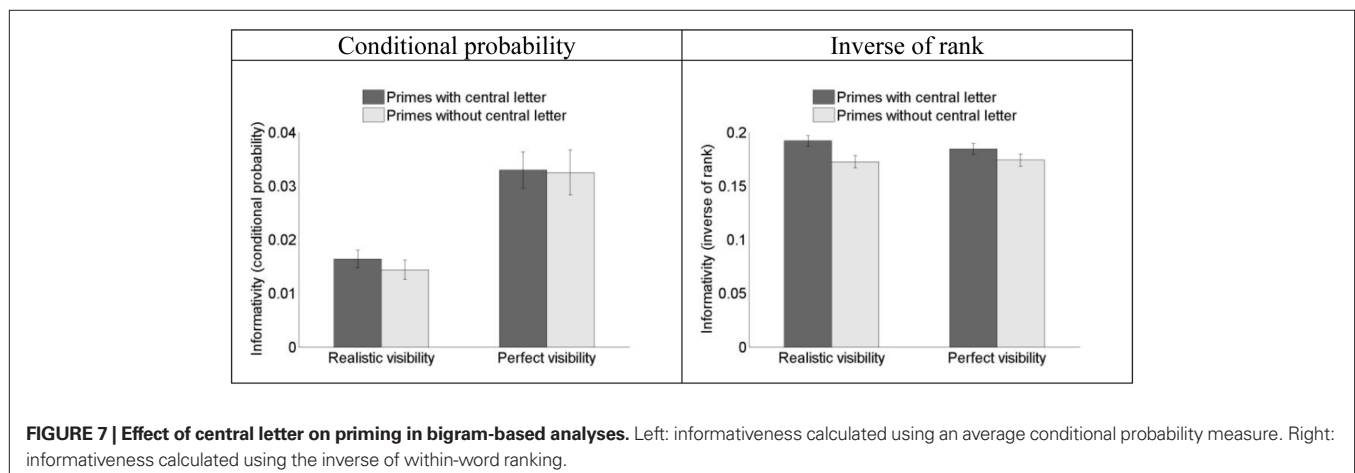 Conditional probability
Primes with central letter
Primes without central letter
Informativity (conditional probability)
0.04
0.03
0.02
0.01
0
Realistic visibility Perfect visibility
Inverse of rank
Primes with central letter
Primes without central letter
Informativity (inverse of rank)
0.2
0.15
0.1
0.05
0
Realistic visibility Perfect visibility
FIGURE 7 | Effect of central letter on priming in bigram-based analyses. Left: informativeness calculated using an average conditional probability measure. Right:
informativeness calculated using the inverse of within-word ranking.